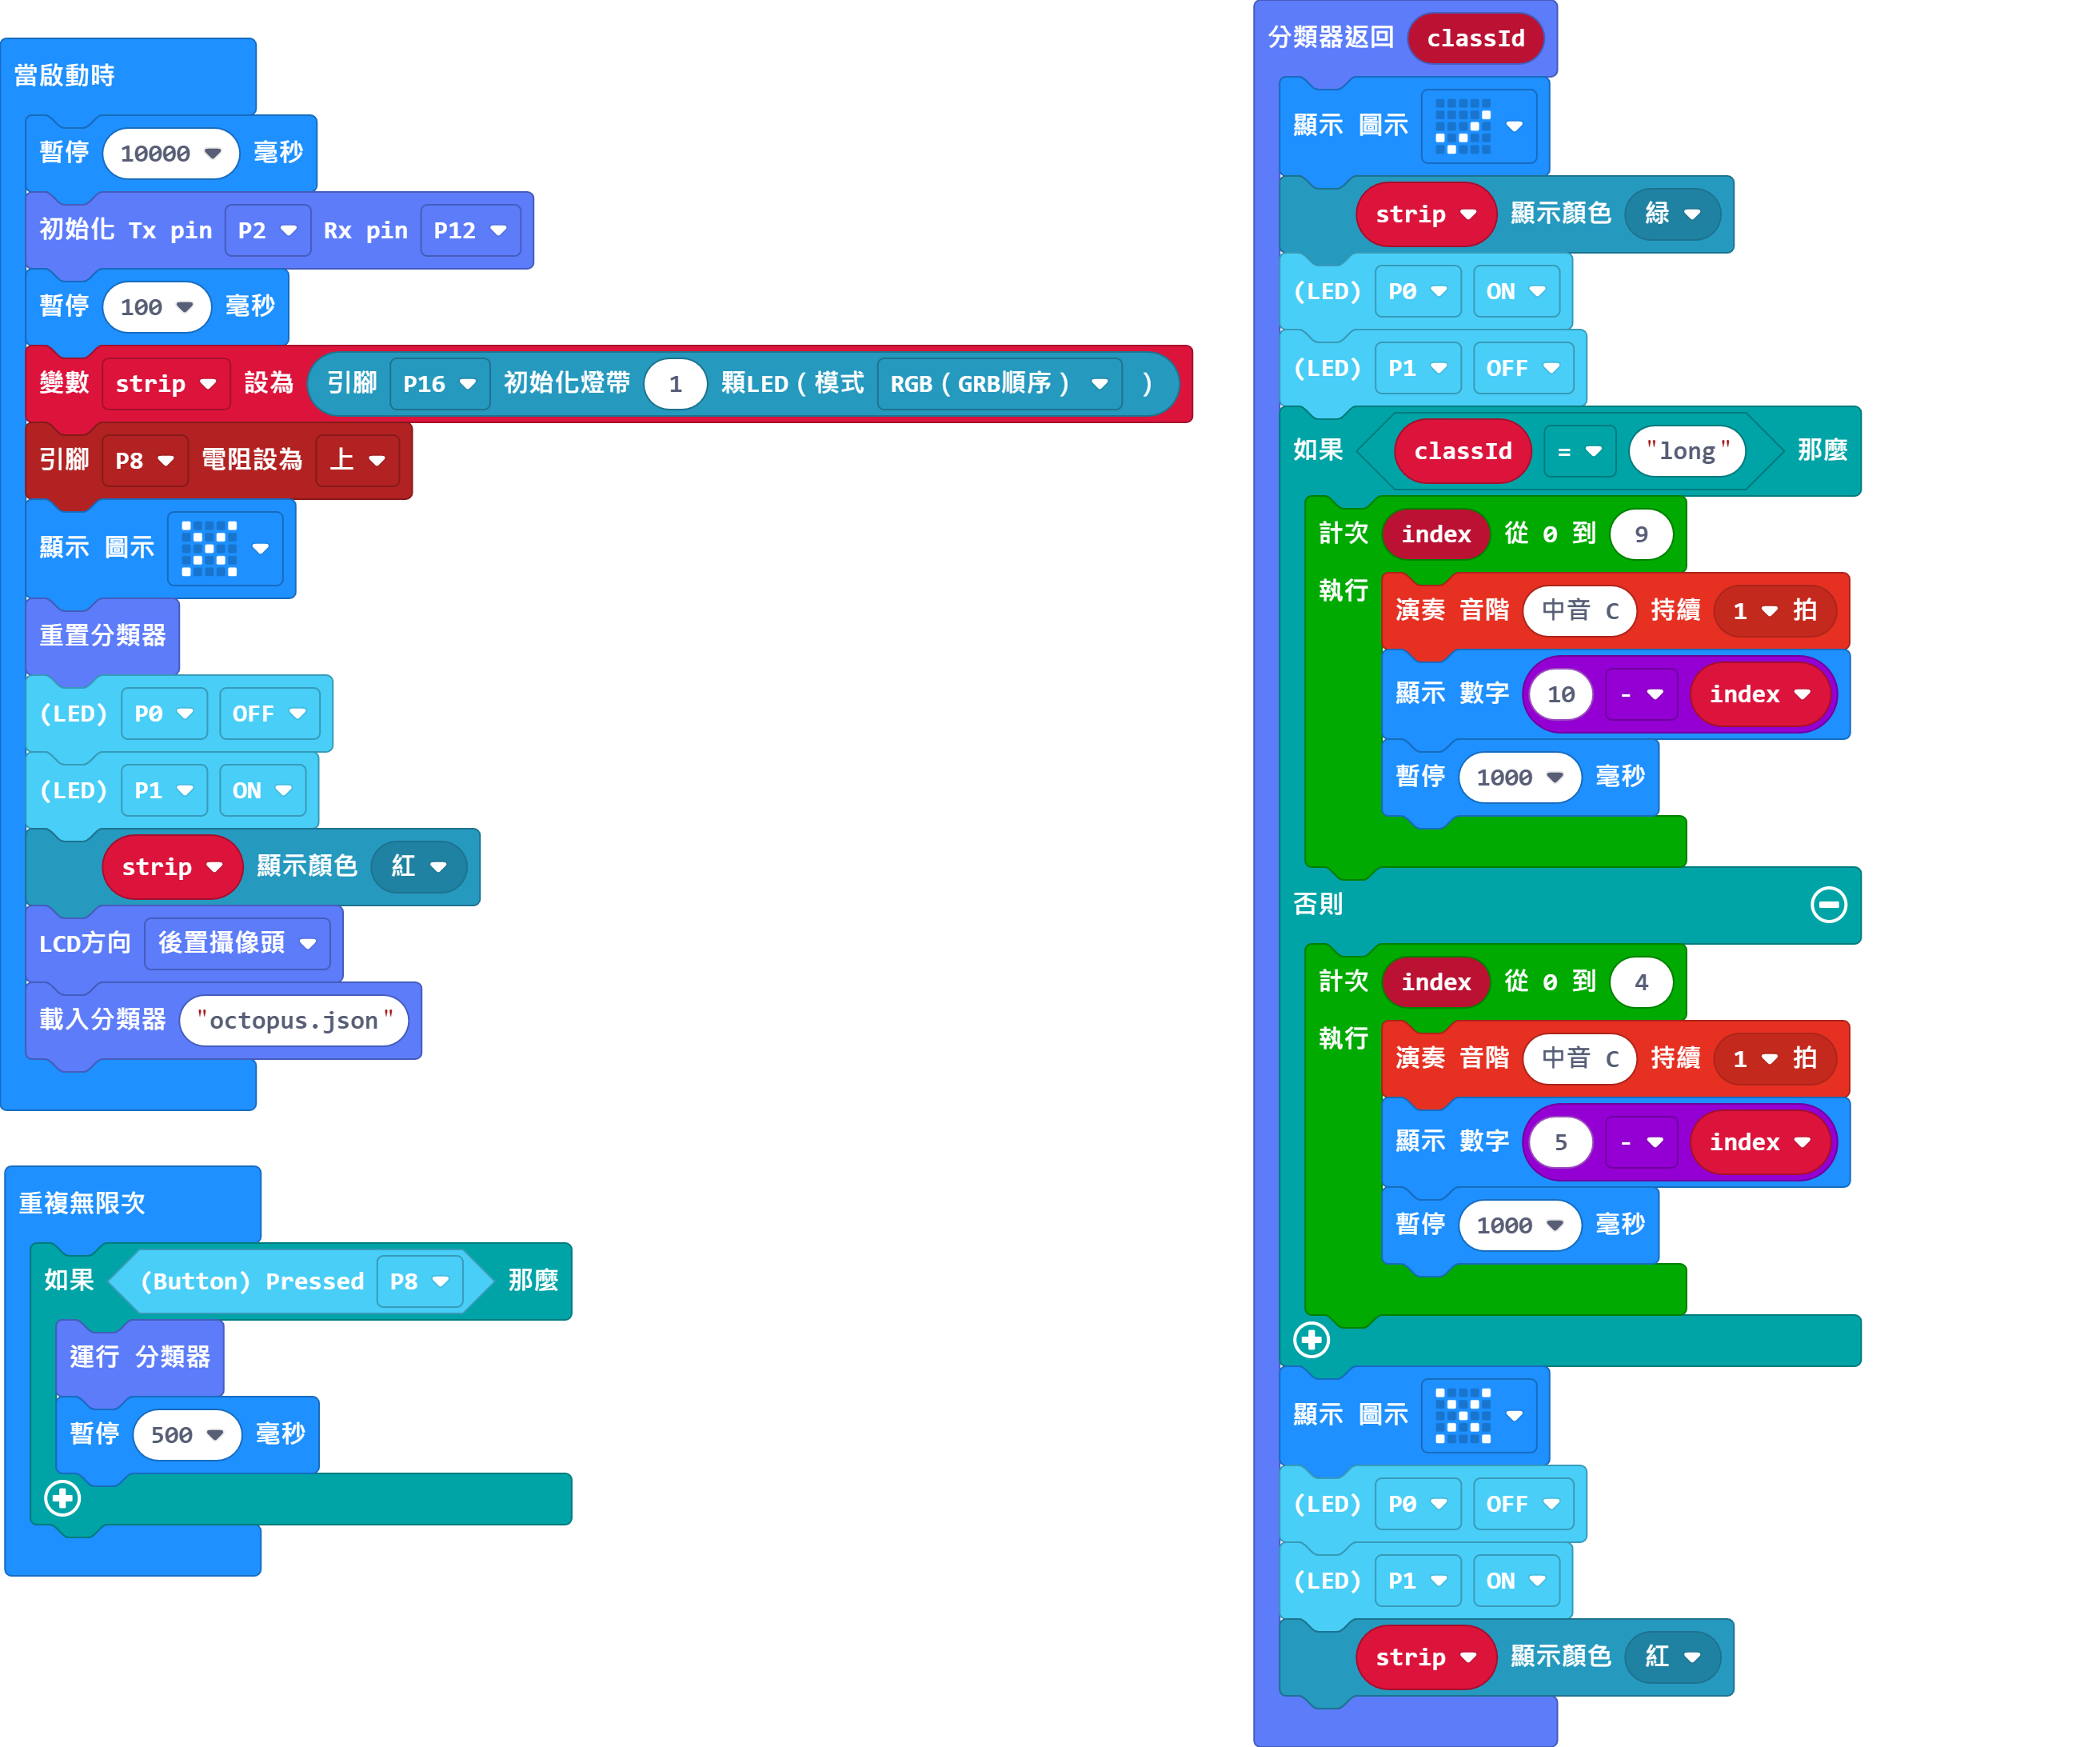 當啟動時
暫停 10000 毫秒
初始化 Tx pin P2 Rx pin P12
暫停 100 毫秒
變數 strip 設為 引腳 P16 初始化燈帶 1 顆LED(模式 RGB(GRB順序) )
引腳 P8 電阻設為 上
顯示 圖示
重置分類器
(LED) P0 OFF
(LED) P1 ON
strip 顯示顏色 紅
LCD方向 後置攝像頭
載入分類器 "octopus.json"
重複無限次
如果 (Button) Pressed P8 那麼
運行 分類器
暫停 500 毫秒
分類器返回 classId
顯示 圖示
strip 顯示顏色 緑
(LED) P0 ON
(LED) P1 OFF
如果 classId = "long" 那麼
計次 index 從 0 到 9
執行
演奏 音階 中音 C 持續 1 拍
顯示 數字 10 - index
暫停 1000 毫秒
否則
計次 index 從 0 到 4
執行
演奏 音階 中音 C 持續 1 拍
顯示 數字 5 - index
暫停 1000 毫秒
顯示 圖示
(LED) P0 OFF
(LED) P1 ON
strip 顯示顏色 紅